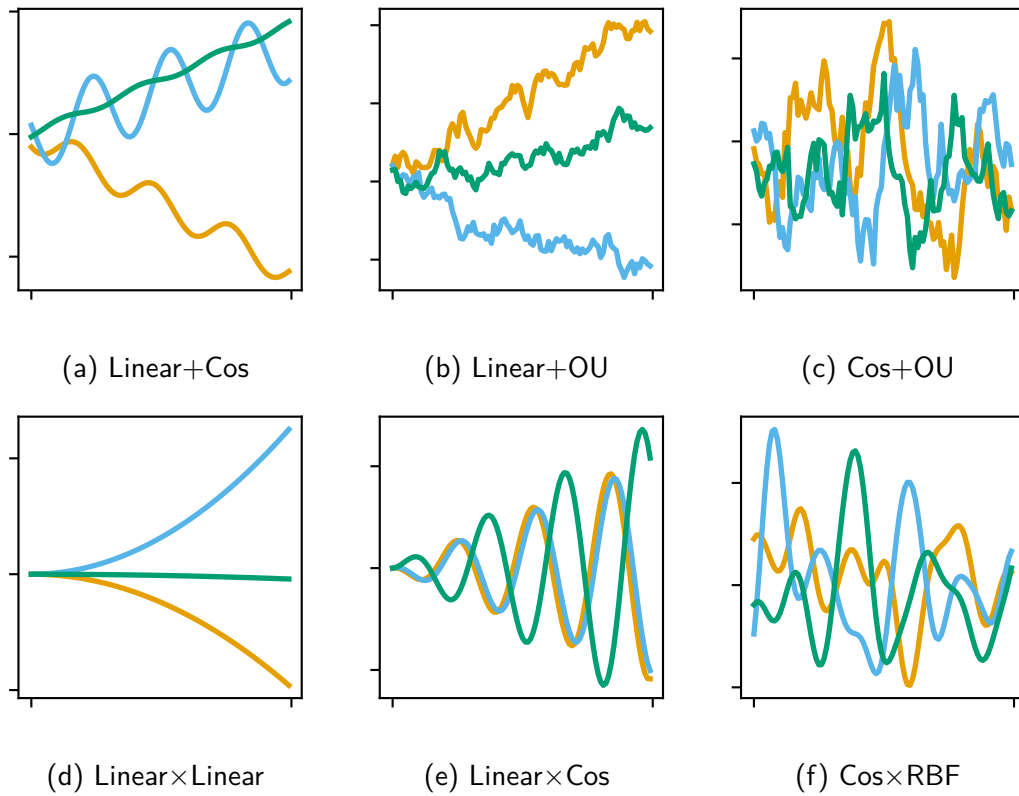 (a) Linear+Cos
(b) Linear+OU
(c) Cos+OU
(d) Linear×Linear
(e) Linear×Cos
(f) Cos×RBF